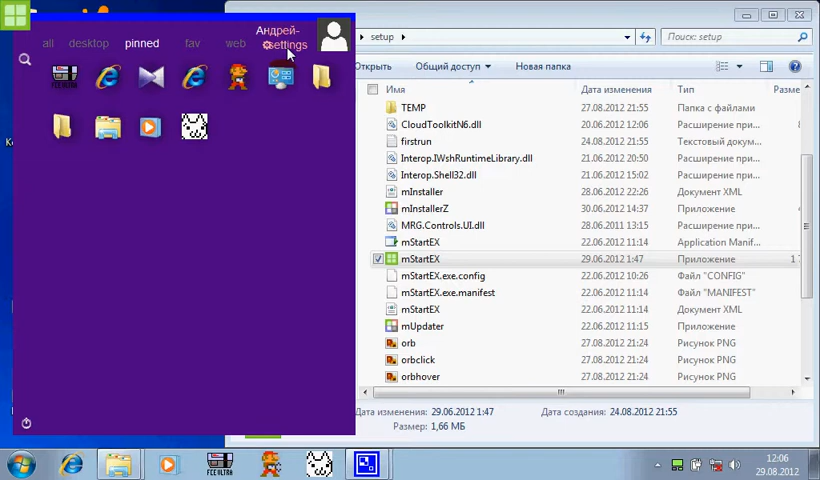 Андрей-
settings
all desktop pinned fav web
setup
Поиск: setup
Открыть Общий доступ Новая папка
Имя Дата изменения Тип Разме
TEMP 27.08.2012 21:55 Папка с файлами
CloudToolkitN6.dll 20.06.2012 12:06 Расширение при...
firstrun 24.08.2012 21:55 Текстовый докум...
Interop.IWshRuntimeLibrary.dll 21.06.2012 20:50 Расширение при...
Interop.Shell32.dll 21.06.2012 15:02 Расширение при...
mInstaller 28.06.2012 22:26 Документ XML
mInstallerZ 30.06.2012 14:37 Приложение
MRG.Controls.UI.dll 28.06.2011 13:15 Расширение при...
mStartEX 22.06.2012 11:14 Application Manif...
mStartEX 29.06.2012 1:47 Приложение 1
mStartEX.exe.config 22.06.2012 10:26 Файл "CONFIG"
mStartEX.exe.manifest 22.06.2012 11:14 Файл "MANIFEST"
mStartEX 22.06.2012 11:14 Документ XML
mUpdater 22.06.2012 11:15 Приложение
orb 27.08.2012 21:24 Рисунок PNG
orbclick 27.08.2012 21:24 Рисунок PNG
orbhover 27.08.2012 21:24 Рисунок PNG
Дата изменения: 29.06.2012 1:47 Дата создания: 24.08.2012 21:55
Размер: 1,66 МБ
FCE ULTRA
12:06
29.08.2012